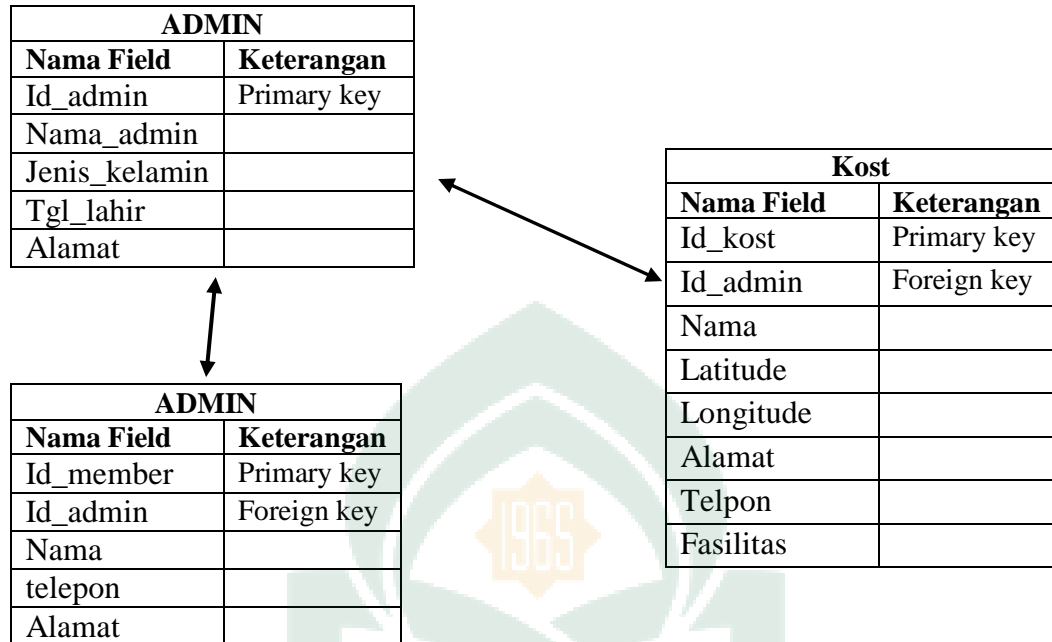 ADMIN
Nama Field Keterangan
Id_admin Primary key
Nama_admin
Jenis_kelamin
Tgl_lahir
Alamat
Kost
Nama Field Keterangan
Id_kost Primary key
Id_admin Foreign key
Nama
Latitude
Longitude
Alamat
Telpon
Fasilitas
ADMIN
Nama Field Keterangan
Id_member Primary key
Id_admin Foreign key
Nama
telepon
Alamat
1965